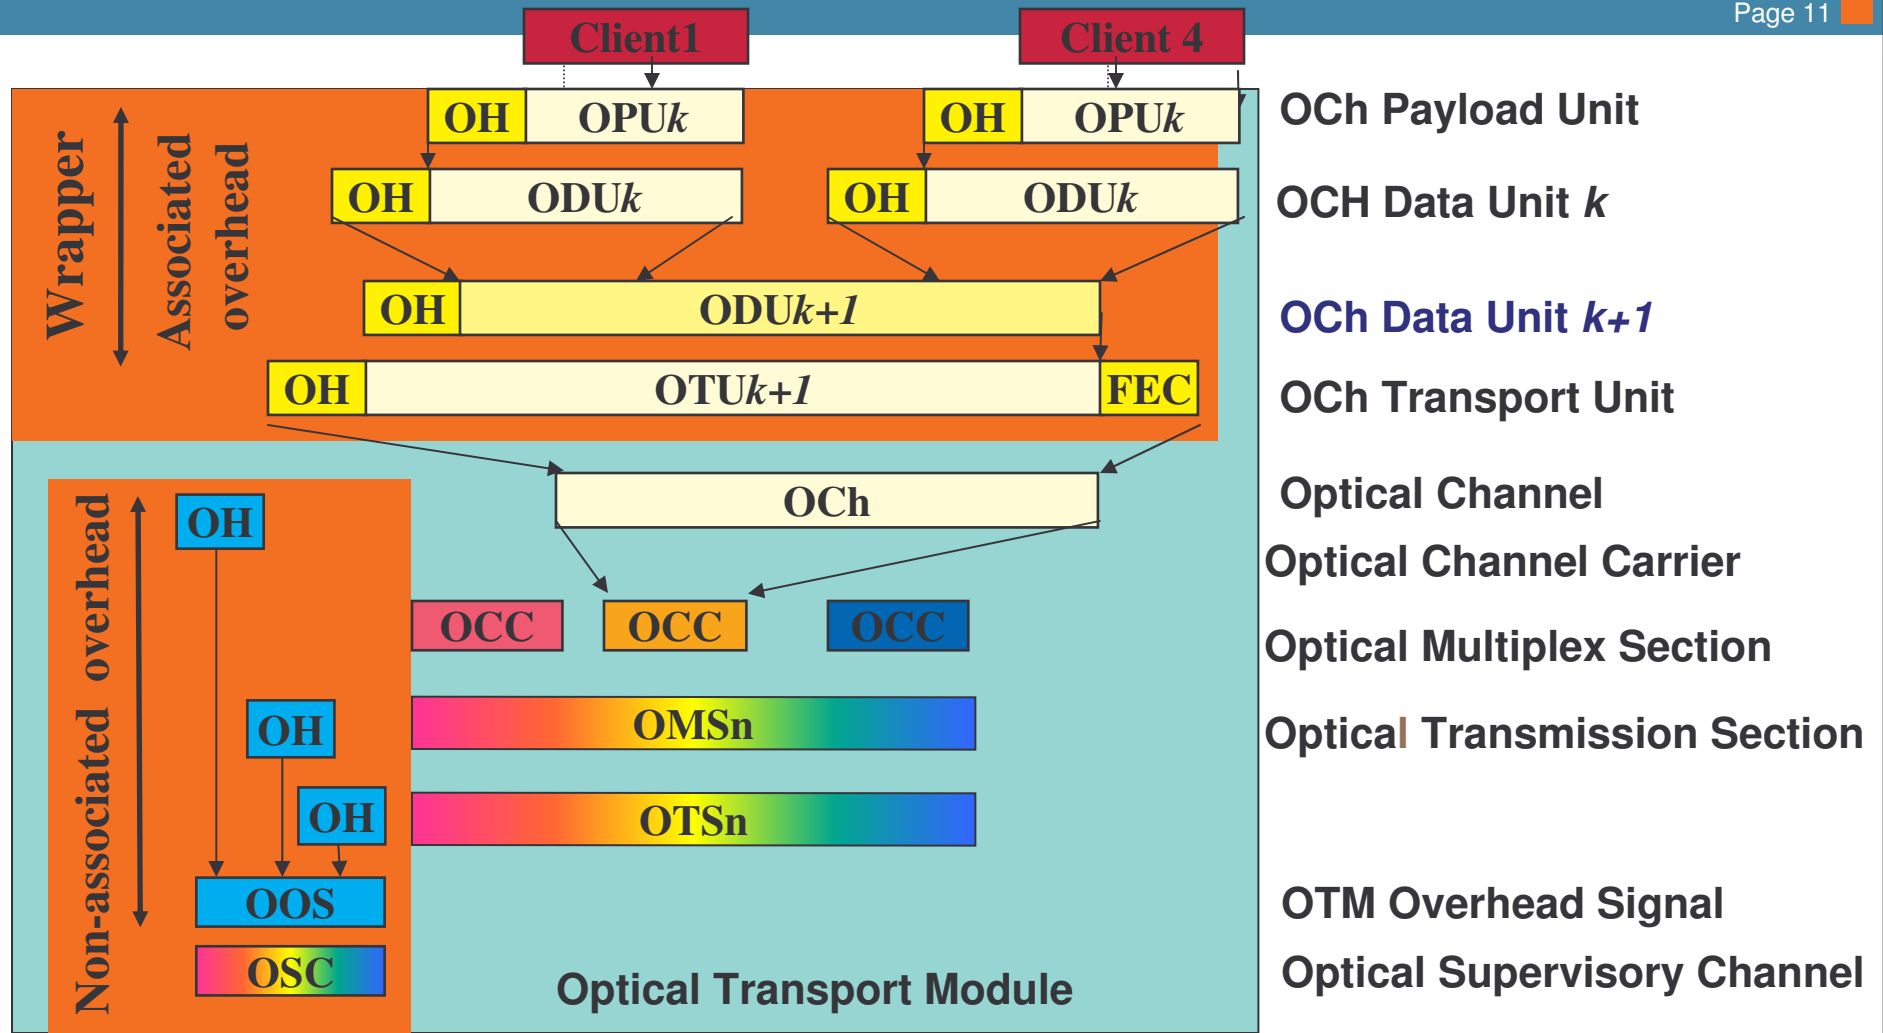 Page 11
Client1
Client 4
OH OPUk
OH OPUk
OCh Payload Unit
Wrapper
Associated
overhead
OH ODUk
OH ODUk
OCH Data Unit k
OH ODUk+1
OCh Data Unit k+1
OH OTUk+1 FEC
OCh Transport Unit
OCh
Optical Channel
Non-associated overhead
OH
Optical Channel Carrier
OCC
OCC
OCC
Optical Multiplex Section
OH
OMSn
Optical Transmission Section
OH
OTSn
OOS
OTM Overhead Signal
OSC
Optical Supervisory Channel
Optical Transport Module